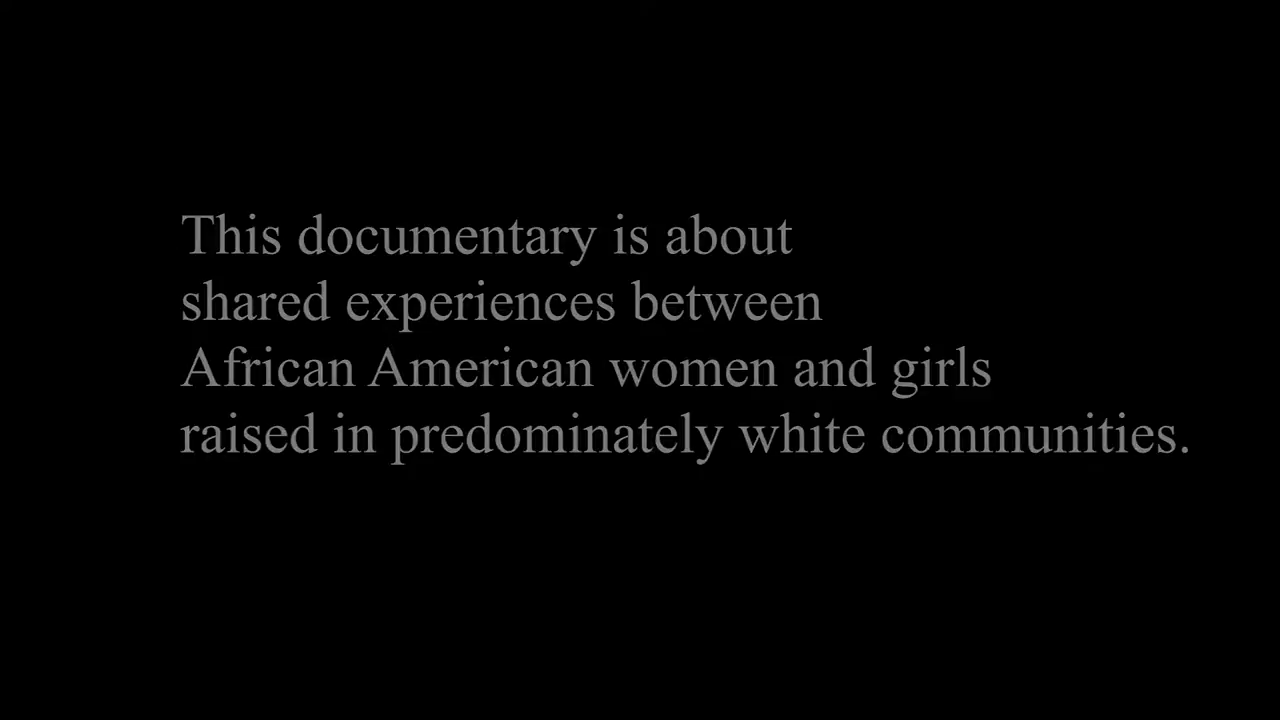 This documentary is about
shared experiences between
African American women and girls
raised in predominately white communities.